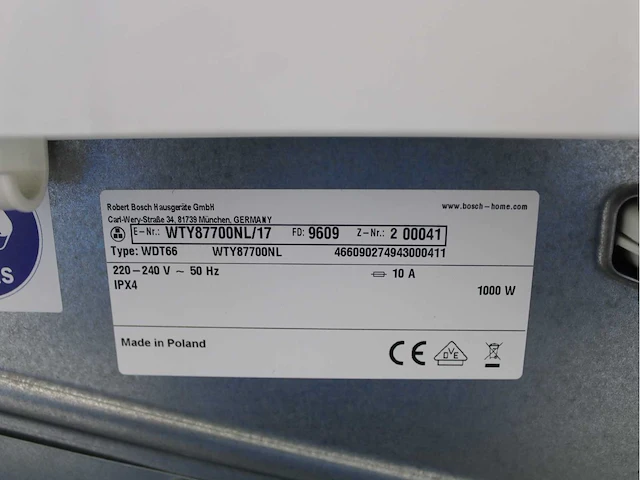 Robert Bosch Hausgeräte GmbH
www.bosch-home.com
Carl-Wery-Straße 34, 81739 München, GERMANY
E-Nr.: WTY87700NL/17 FD: 9609 Z-Nr.: 2 00041
Type: WDT66 WTY87700NL 466090274943000411
220-240 V ~ 50 Hz 10 A
IPX4 1000 W
Made in Poland
CE DVE